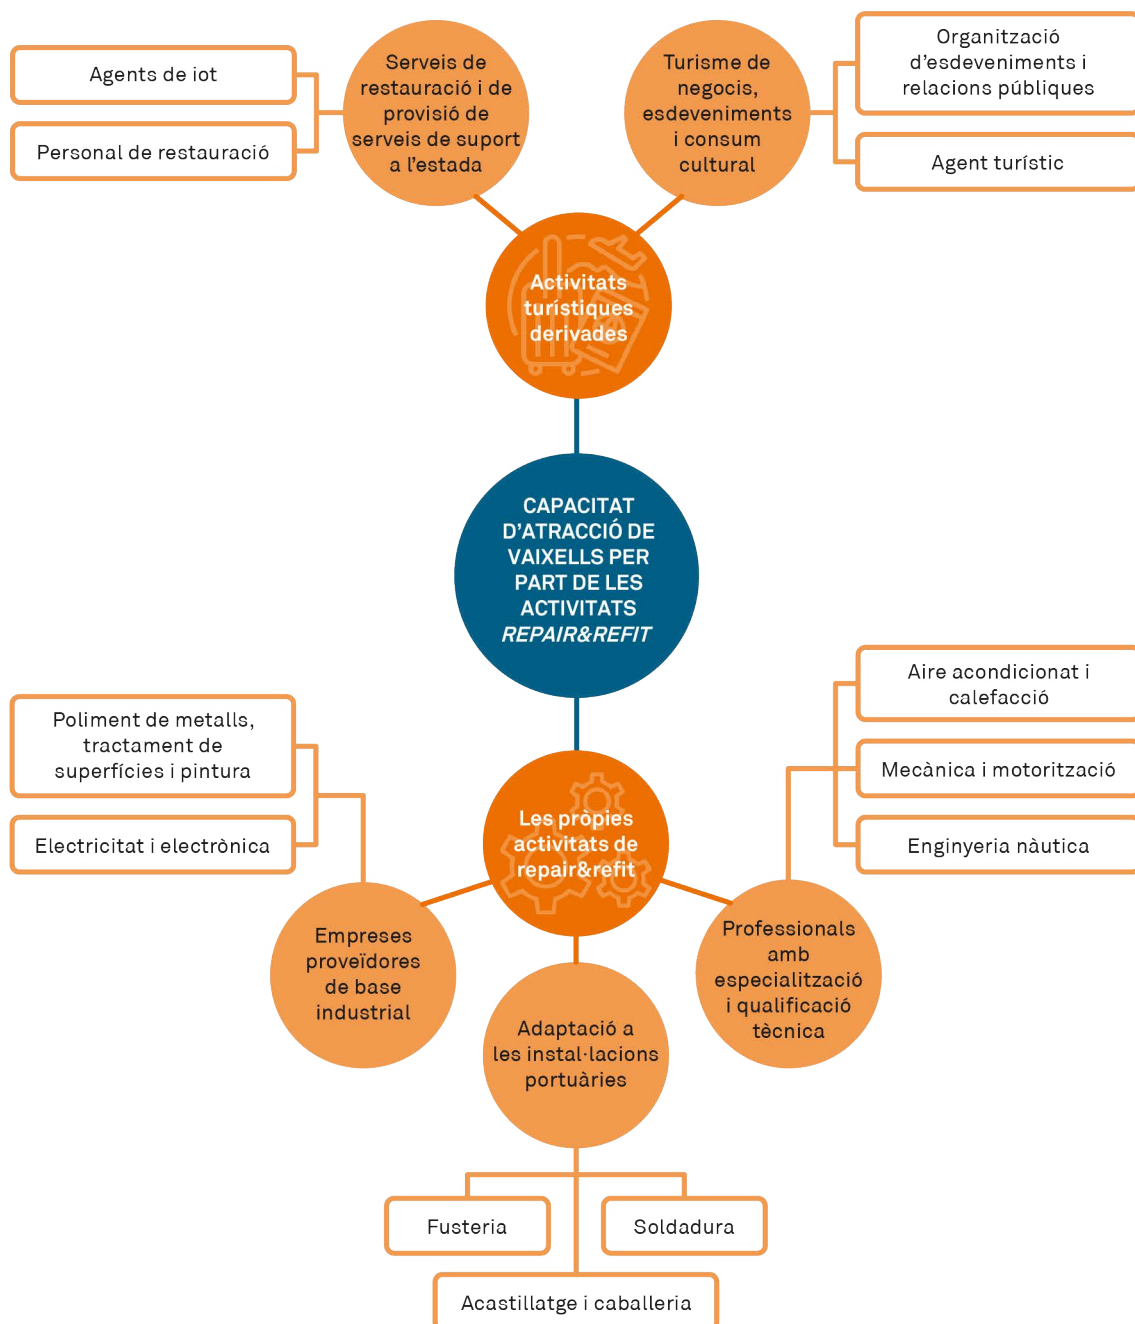 Agents de iot
Personal de restauració
Serveis de
restauració i de
provisió de
serveis de suport
a l'estada
Turisme de
negocis,
esdeveniments
i consum
cultural
Organització
d'esdeveniments i
relacions públiques
Agent turístic
Activitats
turístiques
derivades
CAPACITAT
D'ATRACCIÓ DE
VAIXELLS PER
PART DE LES
ACTIVITATS
REPAIR&REFIT
Poliment de metalls,
tractament de
superfícies i pintura
Electricitat i electrònica
Les pròpies
activitats de
repair&refit
Aire acondicionat i
calefacció
Mecànica i motorització
Enginyeria nàutica
Empreses
proveïdores
de base
industrial
Adaptació a
les instal·lacions
portuàries
Professionals
amb
especialització
i qualificació
tècnica
Fusteria
Soldadura
Acastillatge i caballeria